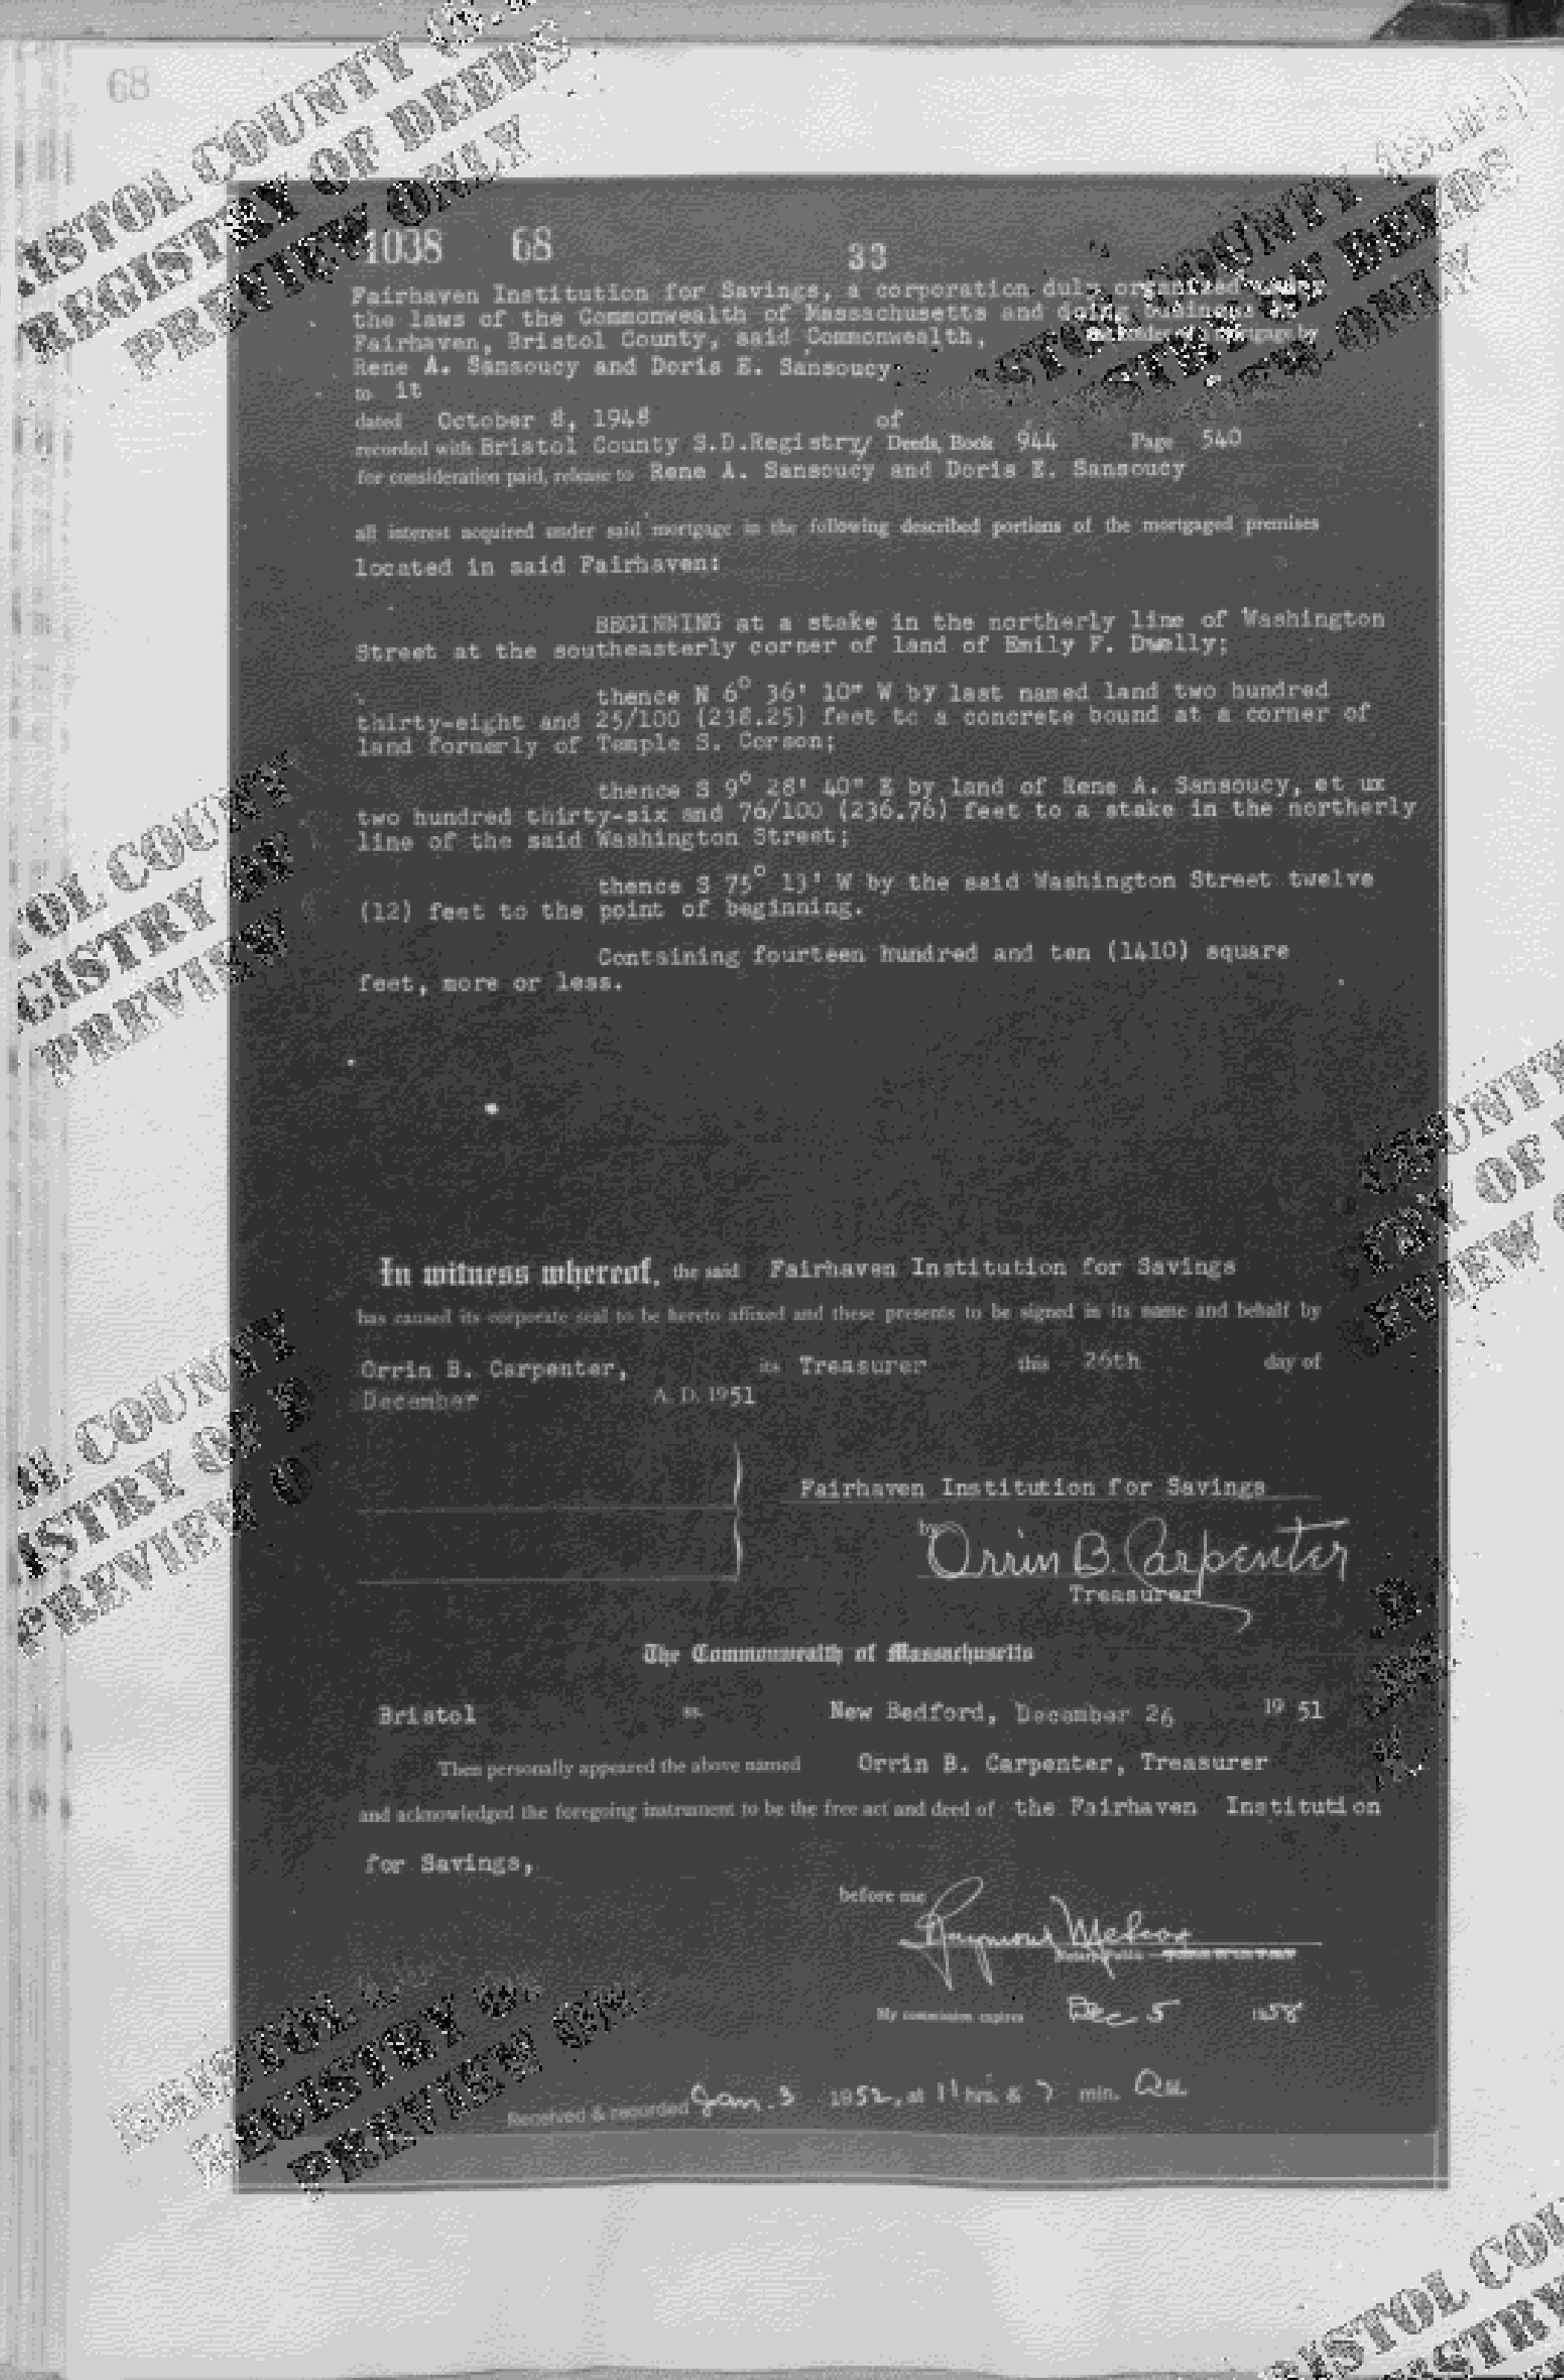 68
BRISTOL COUNTY (S.D.)
REGISTRY OF DEEDS
PREVIEW ONLY
1038 68 33
Fairhaven Institution for Savings, a corporation duly organized under
the laws of the Commonwealth of Massachusetts and doing business at
Fairhaven, Bristol County, said Commonwealth, the holder of a mortgage by
Rene A. Sansoucy and Doris E. Sansoucy
to it
dated October 8, 1948 of
recorded with Bristol County S.D.Registry/ Deeds, Book 944 Page 540
for consideration paid, release to Rene A. Sansoucy and Doris E. Sansoucy
all interest acquired under said mortgage in the following described portions of the mortgaged premises
located in said Fairhaven:
BEGINNING at a stake in the northerly line of Washington
Street at the southeasterly corner of land of Emily F. Dwelly;
thence N 6° 36' 10" W by last named land two hundred
thirty-eight and 25/100 (238.25) feet to a concrete bound at a corner of
land formerly of Temple S. Corson;
thence S 9° 28' 40" E by land of Rene A. Sansoucy, et ux
two hundred thirty-six and 76/100 (236.76) feet to a stake in the northerly
line of the said Washington Street;
thence S 75° 13' W by the said Washington Street twelve
(12) feet to the point of beginning.
Containing fourteen hundred and ten (1410) square
feet, more or less.
In witness whereof, the said Fairhaven Institution for Savings
has caused its corporate seal to be hereto affixed and these presents to be signed in its name and behalf by
Orrin B. Carpenter, its Treasurer this 26th day of
December A. D. 1951
Fairhaven Institution for Savings
by Orrin B. Carpenter
Treasurer
The Commonwealth of Massachusetts
Bristol ss. New Bedford, December 26 19 51
Then personally appeared the above named Orrin B. Carpenter, Treasurer
and acknowledged the foregoing instrument to be the free act and deed of the Fairhaven Institution
for Savings,
before me
Raymond
Notary Public
My commission expires Dec 5 1958
Received & recorded Jan. 3 1952, at 11 hrs. & 7 min. A.M.